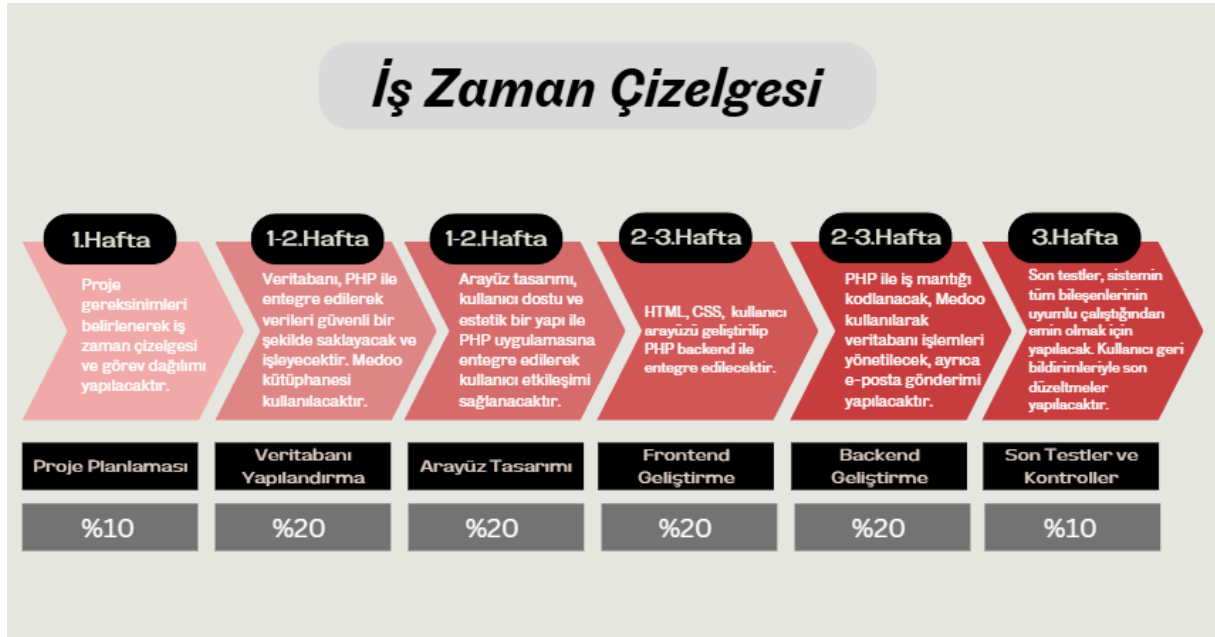 İş Zaman Çizelgesi
1.Hafta
Proje
gereksinimleri
belirlenerek iş
zaman çizelgesi
ve görev dağılımı
yapılacaktır.
1-2.Hafta
Veritabanı, PHP ile
entegre edilerek
verileri güvenli bir
şekilde saklayacak ve
işleyecektir. Medoo
kütüphanesi
kullanılacaktır.
1-2.Hafta
Arayüz tasarımı,
kullanıcı dostu ve
estetik bir yapı ile
PHP uygulamasına
entegre edilerek
kullanıcı etkileşimi
sağlanacaktır.
2-3.Hafta
HTML, CSS, kullanıcı
arayüzü geliştirilip
PHP backend ile
entegre edilecektir.
2-3.Hafta
PHP ile iş mantığı
kodlanacak, Medoo
kullanılarak
veritabanı işlemleri
yönetilecek, ayrıca
e-posta gönderimi
yapılacaktır.
3.Hafta
Son testler, sistemin
tüm bileşenlerinin
uyumlu çalıştığından
emin olmak için
yapılacak. Kullanıcı geri
bildirimleriyle son
düzeltmeler
yapılacaktır.
Proje Planlaması
Veritabanı
Yapılandırma
Arayüz Tasarımı
Frontend
Geliştirme
Backend
Geliştirme
Son Testler ve
Kontroller
%10
%20
%20
%20
%20
%10